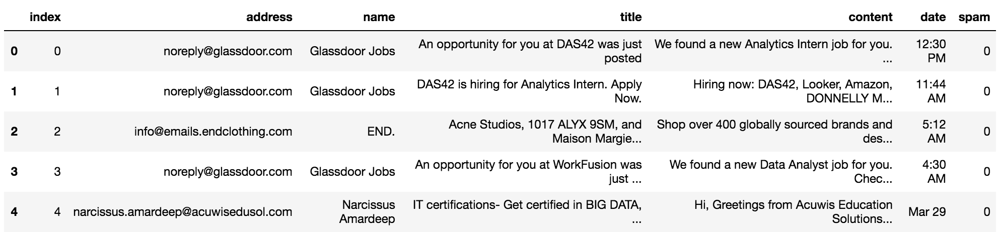 index address name title content date spam
0 0 noreply@glassdoor.com Glassdoor Jobs An opportunity for you at DAS42 was just posted We found a new Analytics Intern job for you. ... 12:30 PM 0
1 1 noreply@glassdoor.com Glassdoor Jobs DAS42 is hiring for Analytics Intern. Apply Now. Hiring now: DAS42, Looker, Amazon, DONNELLY M... 11:44 AM 0
2 2 info@emails.endclothing.com END. Acne Studios, 1017 ALYX 9SM, and Maison Margie... Shop over 400 globally sourced brands and des... 5:12 AM 0
3 3 noreply@glassdoor.com Glassdoor Jobs An opportunity for you at WorkFusion was just ... We found a new Data Analyst job for you. Chec... 4:30 AM 0
4 4 narcissus.amardeep@acuwisedusol.com Narcissus Amardeep IT certifications- Get certified in BIG DATA, ... Hi, Greetings from Acuwis Education Solutions... Mar 29 0